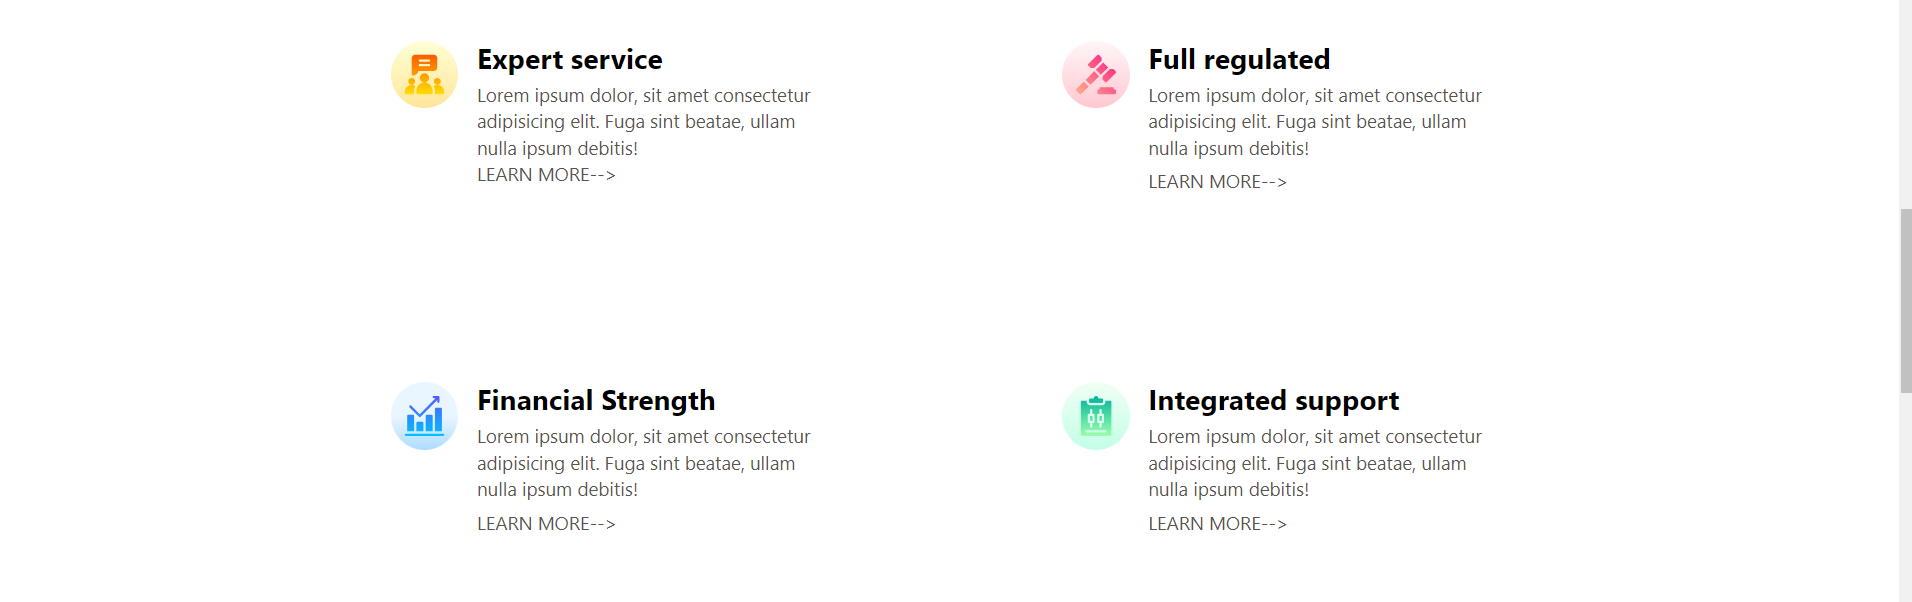 Expert service
Lorem ipsum dolor, sit amet consectetur
adipisicing elit. Fuga sint beatae, ullam
nulla ipsum debitis!
LEARN MORE-->
Full regulated
Lorem ipsum dolor, sit amet consectetur
adipisicing elit. Fuga sint beatae, ullam
nulla ipsum debitis!
LEARN MORE-->
Financial Strength
Lorem ipsum dolor, sit amet consectetur
adipisicing elit. Fuga sint beatae, ullam
nulla ipsum debitis!
LEARN MORE-->
Integrated support
Lorem ipsum dolor, sit amet consectetur
adipisicing elit. Fuga sint beatae, ullam
nulla ipsum debitis!
LEARN MORE-->